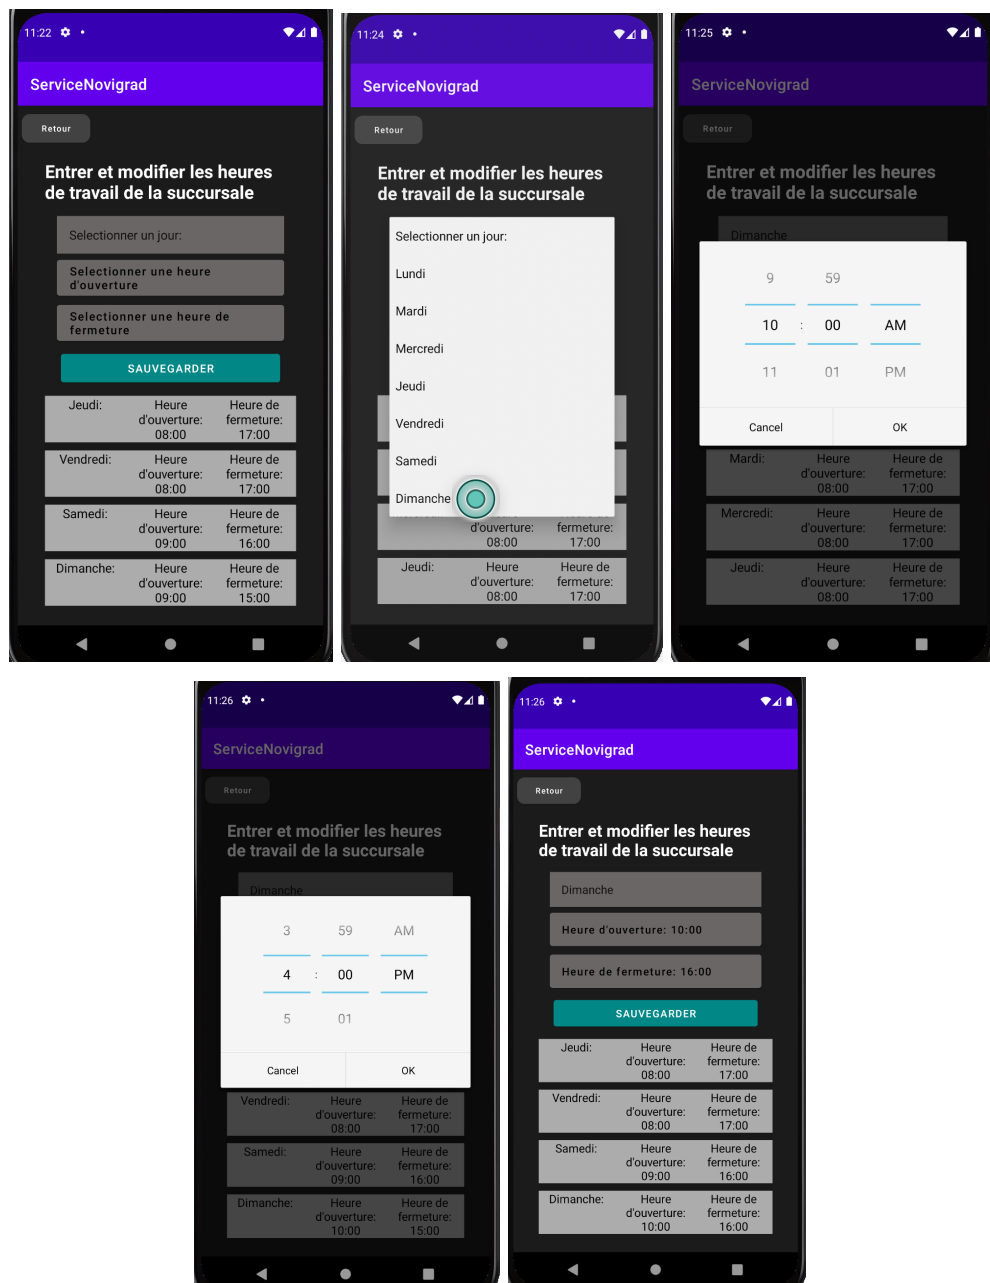 11:22
ServiceNovigrad
Retour
Entrer et modifier les heures
de travail de la succursale
Selectionner un jour:
Selectionner une heure
d'ouverture
Selectionner une heure de
fermeture
SAUVEGARDER
Jeudi: Heure Heure de
d'ouverture: fermeture:
08:00 17:00
Vendredi: Heure Heure de
d'ouverture: fermeture:
08:00 17:00
Samedi: Heure Heure de
d'ouverture: fermeture:
09:00 16:00
Dimanche: Heure Heure de
d'ouverture: fermeture:
09:00 15:00
11:24
ServiceNovigrad
Retour
Entrer et modifier les heures
de travail de la succursale
Selectionner un jour:
Lundi
Mardi
Mercredi
Jeudi
Vendredi
Samedi
Dimanche
d'ouverture: fermeture:
08:00 17:00
Jeudi: Heure Heure de
d'ouverture: fermeture:
08:00 17:00
11:25
ServiceNovigrad
Retour
Entrer et modifier les heures
de travail de la succursale
Dimanche
9 59
10 : 00 AM
11 01 PM
Cancel OK
Mardi: Heure Heure de
d'ouverture: fermeture:
08:00 17:00
Mercredi: Heure Heure de
d'ouverture: fermeture:
08:00 17:00
Jeudi: Heure Heure de
d'ouverture: fermeture:
08:00 17:00
11:26
ServiceNovigrad
Retour
Entrer et modifier les heures
de travail de la succursale
Dimanche
3 59 AM
4 : 00 PM
5 01
Cancel OK
Vendredi: Heure Heure de
d'ouverture: fermeture:
08:00 17:00
Samedi: Heure Heure de
d'ouverture: fermeture:
09:00 16:00
Dimanche: Heure Heure de
d'ouverture: fermeture:
10:00 15:00
11:26
ServiceNovigrad
Retour
Entrer et modifier les heures
de travail de la succursale
Dimanche
Heure d'ouverture: 10:00
Heure de fermeture: 16:00
SAUVEGARDER
Jeudi: Heure Heure de
d'ouverture: fermeture:
08:00 17:00
Vendredi: Heure Heure de
d'ouverture: fermeture:
08:00 17:00
Samedi: Heure Heure de
d'ouverture: fermeture:
09:00 16:00
Dimanche: Heure Heure de
d'ouverture: fermeture:
10:00 16:00